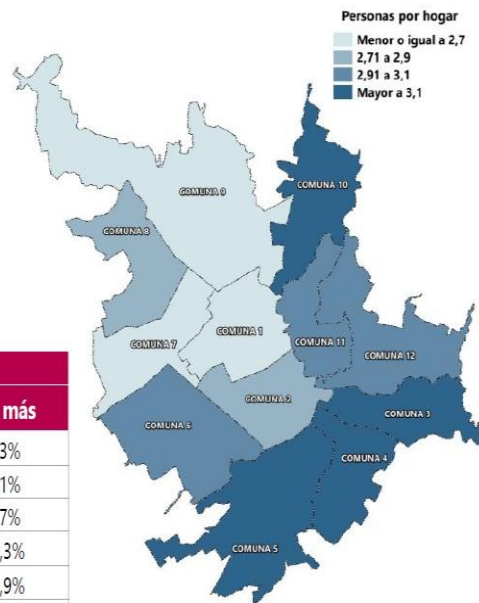 Personas por hogar
Menor o igual a 2,7
2,71 a 2,9
2,91 a 3,1
Mayor a 3,1
COMUNA 9
COMUNA 10
COMUNA 8
COMUNA 7
COMUNA 1
COMUNA 11
COMUNA 12
COMUNA 6
COMUNA 2
COMUNA 3
COMUNA 4
COMUNA 5
más
3%
1%
7%
,3%
,9%